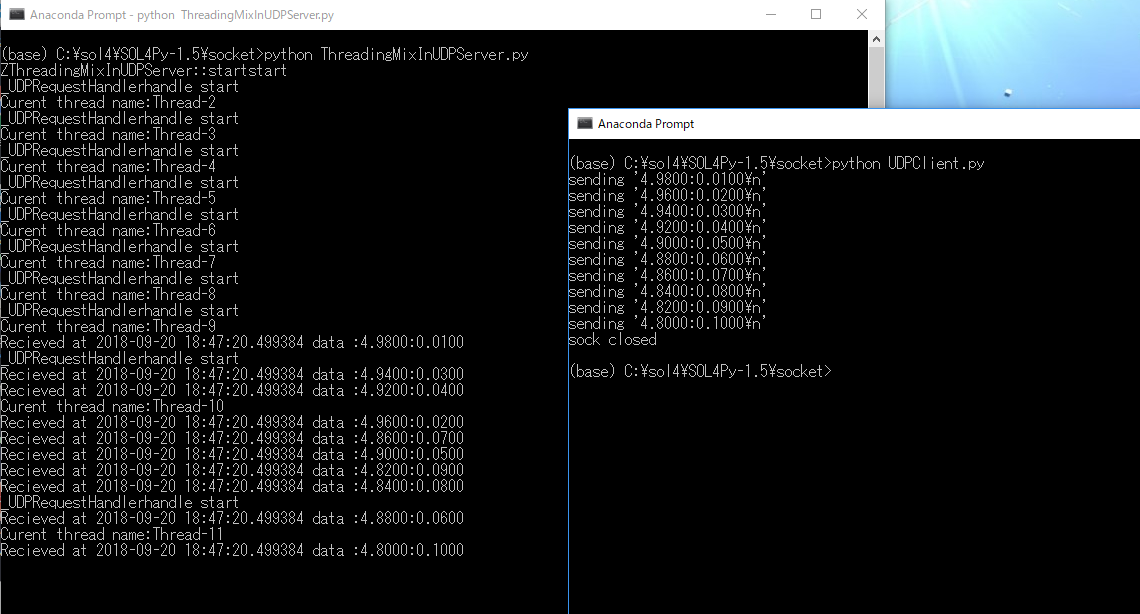 Anaconda Prompt - python  ThreadingMixInUDPServer.py
(base) C:¥sol4¥SOL4Py-1.5¥socket>python ThreadingMixInUDPServer.py
ZThreadingMixInUDPServer::startstart
_UDPRequestHandlerhandle start
Curent thread name:Thread-2
_UDPRequestHandlerhandle start
Curent thread name:Thread-3
_UDPRequestHandlerhandle start
Curent thread name:Thread-4
_UDPRequestHandlerhandle start
Curent thread name:Thread-5
_UDPRequestHandlerhandle start
Curent thread name:Thread-6
_UDPRequestHandlerhandle start
Curent thread name:Thread-7
_UDPRequestHandlerhandle start
Curent thread name:Thread-8
_UDPRequestHandlerhandle start
Curent thread name:Thread-9
Recieved at 2018-09-20 18:47:20.499384 data :4.9800:0.0100
_UDPRequestHandlerhandle start
Recieved at 2018-09-20 18:47:20.499384 data :4.9400:0.0300
Recieved at 2018-09-20 18:47:20.499384 data :4.9200:0.0400
Curent thread name:Thread-10
Recieved at 2018-09-20 18:47:20.499384 data :4.9600:0.0200
Recieved at 2018-09-20 18:47:20.499384 data :4.8600:0.0700
Recieved at 2018-09-20 18:47:20.499384 data :4.9000:0.0500
Recieved at 2018-09-20 18:47:20.499384 data :4.8200:0.0900
Recieved at 2018-09-20 18:47:20.499384 data :4.8400:0.0800
_UDPRequestHandlerhandle start
Recieved at 2018-09-20 18:47:20.499384 data :4.8800:0.0600
Curent thread name:Thread-11
Recieved at 2018-09-20 18:47:20.499384 data :4.8000:0.1000
Anaconda Prompt
(base) C:¥sol4¥SOL4Py-1.5¥socket>python UDPClient.py
sending '4.9800:0.0100¥n'
sending '4.9600:0.0200¥n'
sending '4.9400:0.0300¥n'
sending '4.9200:0.0400¥n'
sending '4.9000:0.0500¥n'
sending '4.8800:0.0600¥n'
sending '4.8600:0.0700¥n'
sending '4.8400:0.0800¥n'
sending '4.8200:0.0900¥n'
sending '4.8000:0.1000¥n'
sock closed
(base) C:¥sol4¥SOL4Py-1.5¥socket>